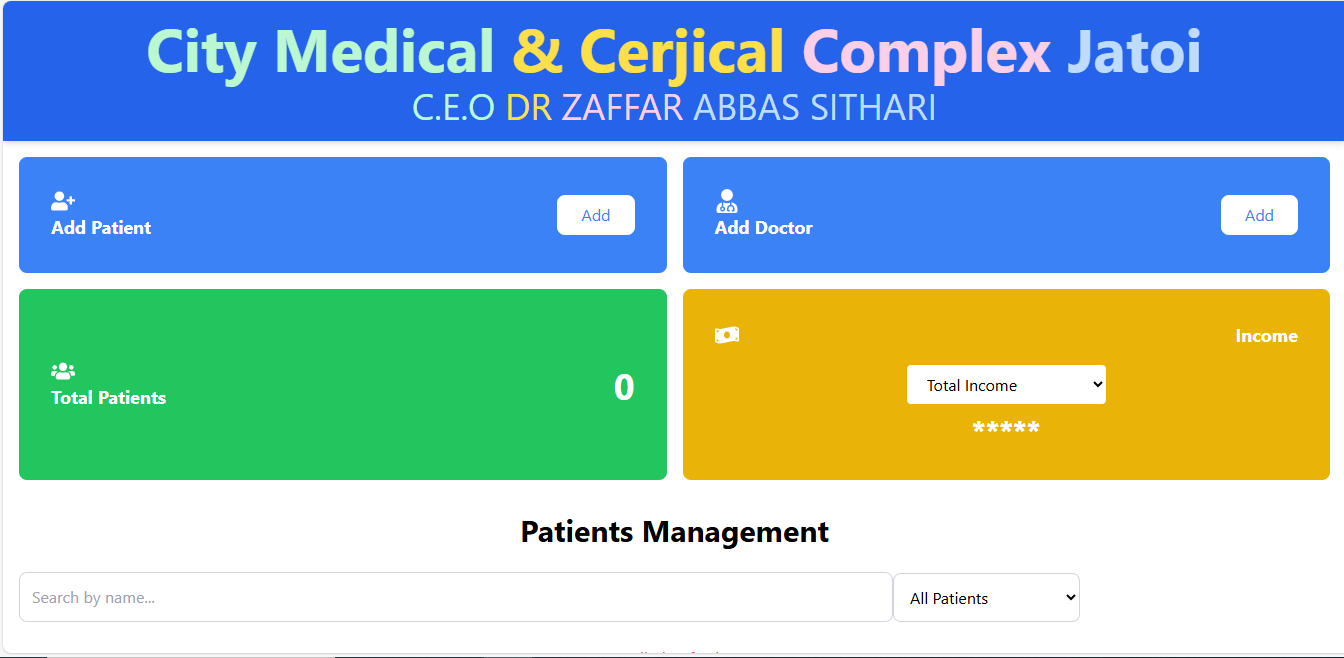 City Medical & Cerjical Complex Jatoi
C.E.O DR ZAFFAR ABBAS SITHARI
Add Patient
Add
Add Doctor
Add
Total Patients
0
Income
Total Income
*****
Patients Management
Search by name...
All Patients